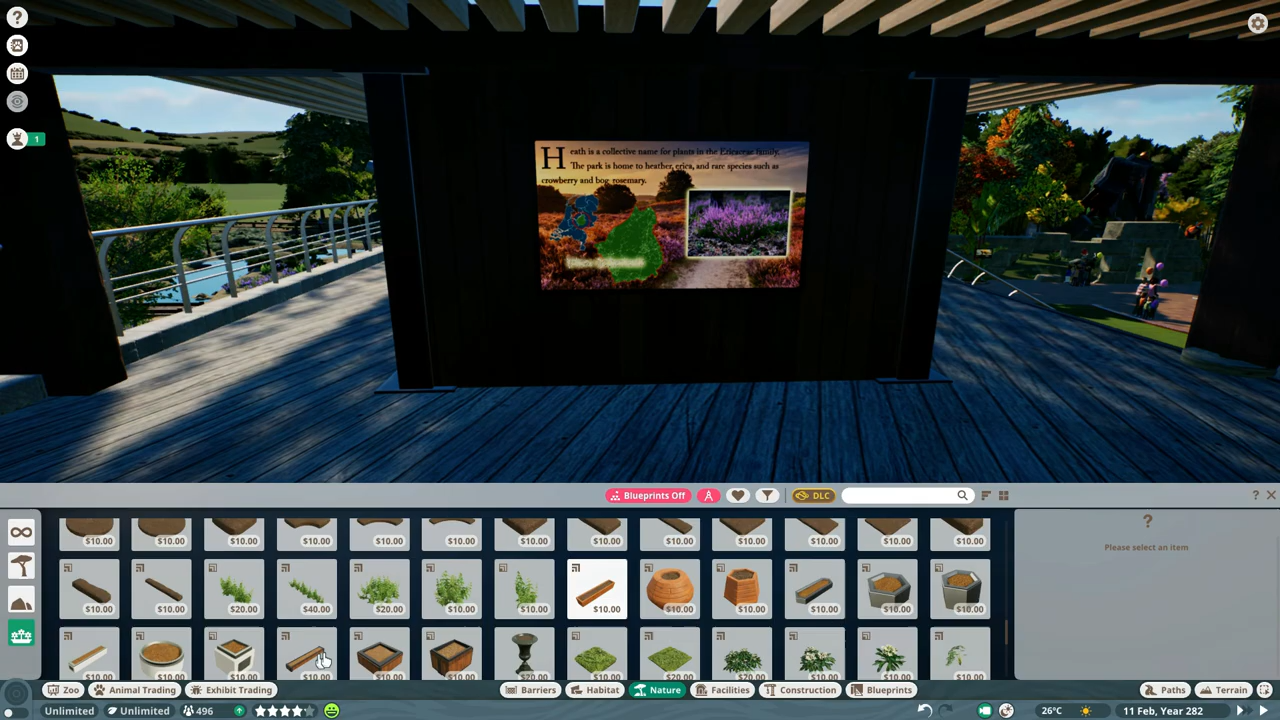 1
Heath is a collective name for plants in the Ericaceae family.
The park is home to heather, erica, and rare species such as
crowberry and bog-rosemary.
Blueprints Off
DLC
?
Please select an item
$10.00 $10.00 $10.00 $10.00 $10.00 $10.00 $10.00 $10.00 $10.00 $10.00 $10.00 $10.00 $10.00
$10.00 $10.00 $20.00 $40.00 $20.00 $10.00 $10.00 $10.00 $10.00 $10.00 $10.00 $10.00 $10.00
Zoo Animal Trading Exhibit Trading Barriers Habitat Nature Facilities Construction Blueprints Paths Terrain
Unlimited Unlimited 496 26°C 11 Feb, Year 282